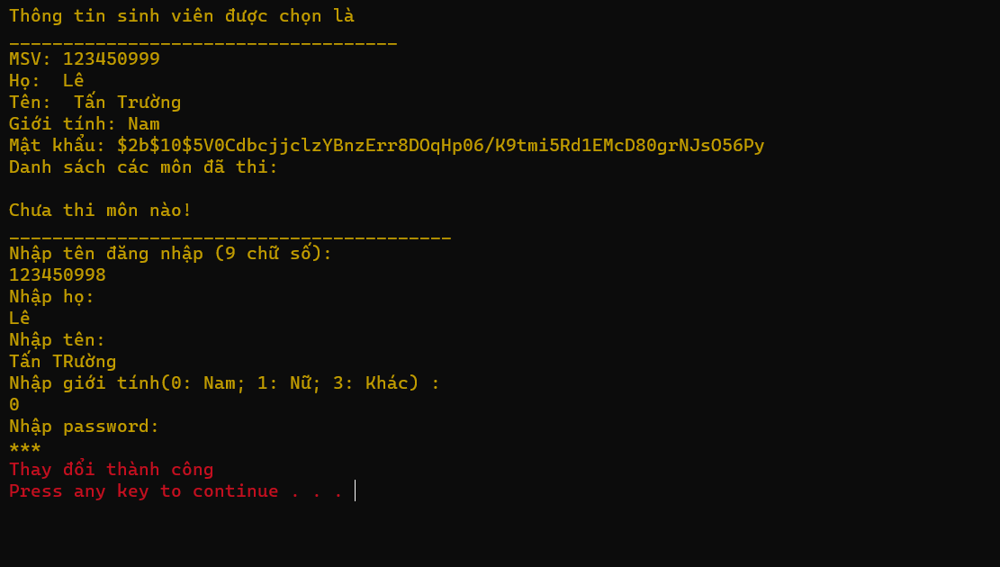 Thông tin sinh viên được chọn là
____________________________________
MSV: 123450999
Họ:  Lê
Tên:  Tấn Trường
Giới tính: Nam
Mật khẩu: $2b$10$5V0CdbcjjclzYBnzErr8DOqHp06/K9tmi5Rd1EMcD80grNJsO56Py
Danh sách các môn đã thi:
Chưa thi môn nào!
_________________________________________
Nhập tên đăng nhập (9 chữ số):
123450998
Nhập họ:
Lê
Nhập tên:
Tấn TRường
Nhập giới tính(0: Nam; 1: Nữ; 3: Khác) :
0
Nhập password:
***
Thay đổi thành công
Press any key to continue . . .